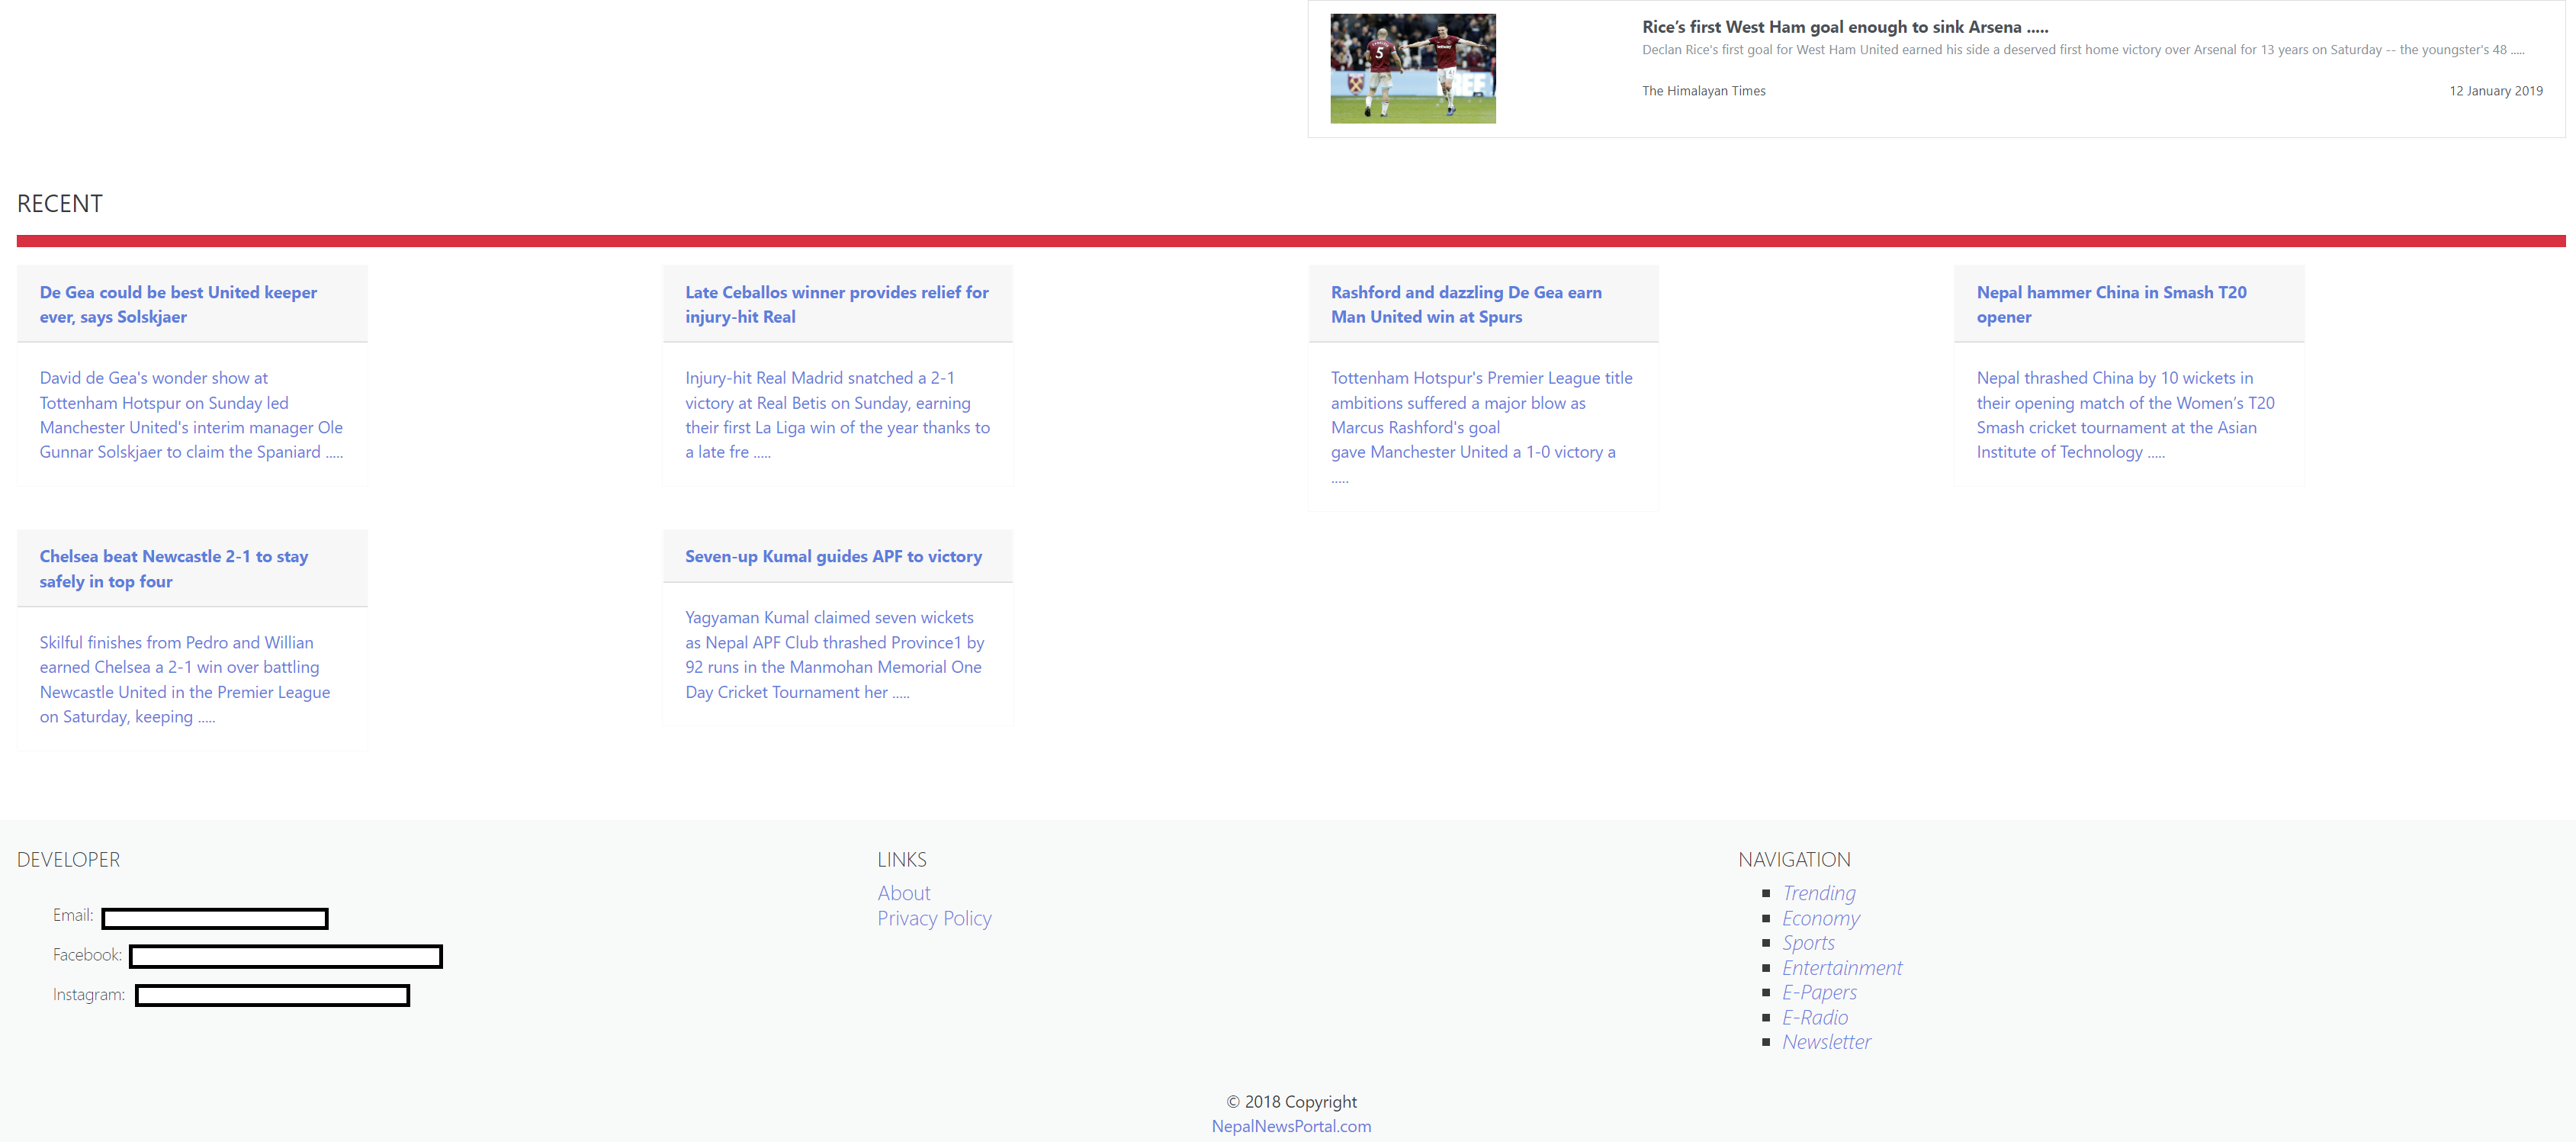 Rice’s first West Ham goal enough to sink Arsena .....
Declan Rice's first goal for West Ham United earned his side a deserved first home victory over Arsenal for 13 years on Saturday -- the youngster's 48 .....
The Himalayan Times
12 January 2019
RECENT
De Gea could be best United keeper
ever, says Solskjaer
David de Gea's wonder show at
Tottenham Hotspur on Sunday led
Manchester United's interim manager Ole
Gunnar Solskjaer to claim the Spaniard .....
Late Ceballos winner provides relief for
injury-hit Real
Injury-hit Real Madrid snatched a 2-1
victory at Real Betis on Sunday, earning
their first La Liga win of the year thanks to
a late fre .....
Rashford and dazzling De Gea earn
Man United win at Spurs
Tottenham Hotspur's Premier League title
ambitions suffered a major blow as
Marcus Rashford's goal
gave Manchester United a 1-0 victory a
.....
Nepal hammer China in Smash T20
opener
Nepal thrashed China by 10 wickets in
their opening match of the Women’s T20
Smash cricket tournament at the Asian
Institute of Technology .....
Chelsea beat Newcastle 2-1 to stay
safely in top four
Skilful finishes from Pedro and Willian
earned Chelsea a 2-1 win over battling
Newcastle United in the Premier League
on Saturday, keeping .....
Seven-up Kumal guides APF to victory
Yagyaman Kumal claimed seven wickets
as Nepal APF Club thrashed Province1 by
92 runs in the Manmohan Memorial One
Day Cricket Tournament her .....
DEVELOPER
Email:
Facebook:
Instagram:
LINKS
About
Privacy Policy
NAVIGATION
Trending
Economy
Sports
Entertainment
E-Papers
E-Radio
Newsletter
© 2018 Copyright
NepalNewsPortal.com